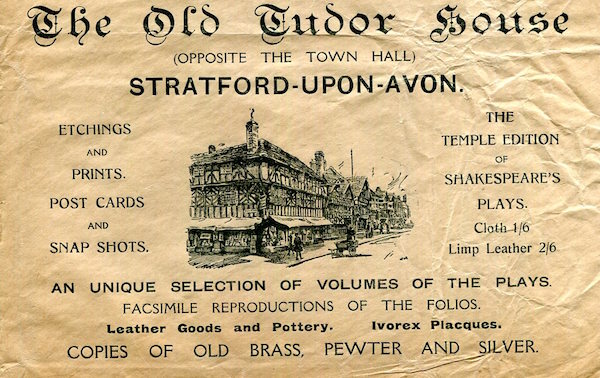 The Old Tudor House
(OPPOSITE THE TOWN HALL)
STRATFORD-UPON-AVON.
ETCHINGS
AND
PRINTS.
POST CARDS
AND
SNAP SHOTS.
THE
TEMPLE EDITION
OF
SHAKESPEARE'S
PLAYS.
Cloth 1/6
Limp Leather 2/6
AN UNIQUE SELECTION OF VOLUMES OF THE PLAYS.
FACSIMILE REPRODUCTIONS OF THE FOLIOS.
Leather Goods and Pottery. Ivorex Placques.
COPIES OF OLD BRASS, PEWTER AND SILVER.